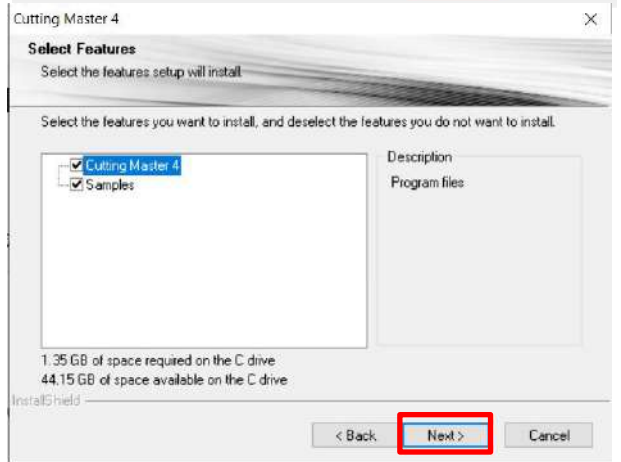 Cutting Master 4
Select Features
Select the features setup will install
Select the features you want to install, and deselect the features you do not want to install.
Cutting Master 4
Samples
Description
Program files
1.35 GB of space required on the C drive
44.15 GB of space available on the C drive
InstallShield
< Back
Next >
Cancel